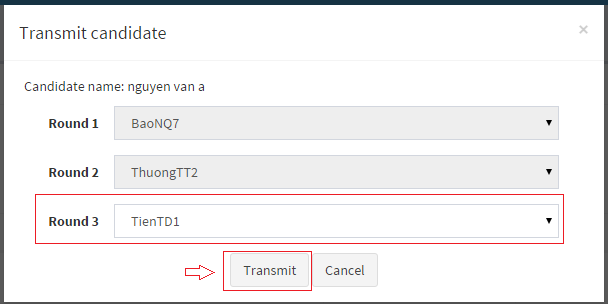 Transmit candidate ×
Candidate name: nguyen van a
Round 1 BaoNQ7
Round 2 ThuongTT2
Round 3 TienTD1
Transmit Cancel